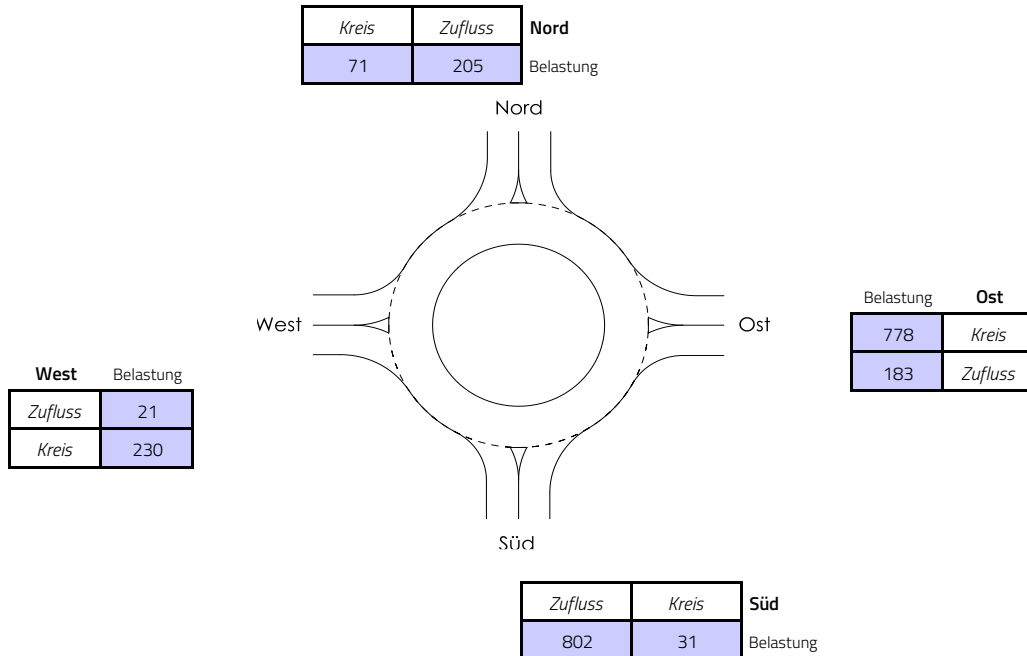 Kreis Zufluss Nord
71 205 Belastung
Nord
Belastung Ost
778 Kreis
183 Zufluss
West Ost
West Belastung
Zufluss 21
Kreis 230
Süd
Zufluss Kreis Süd
802 31 Belastung